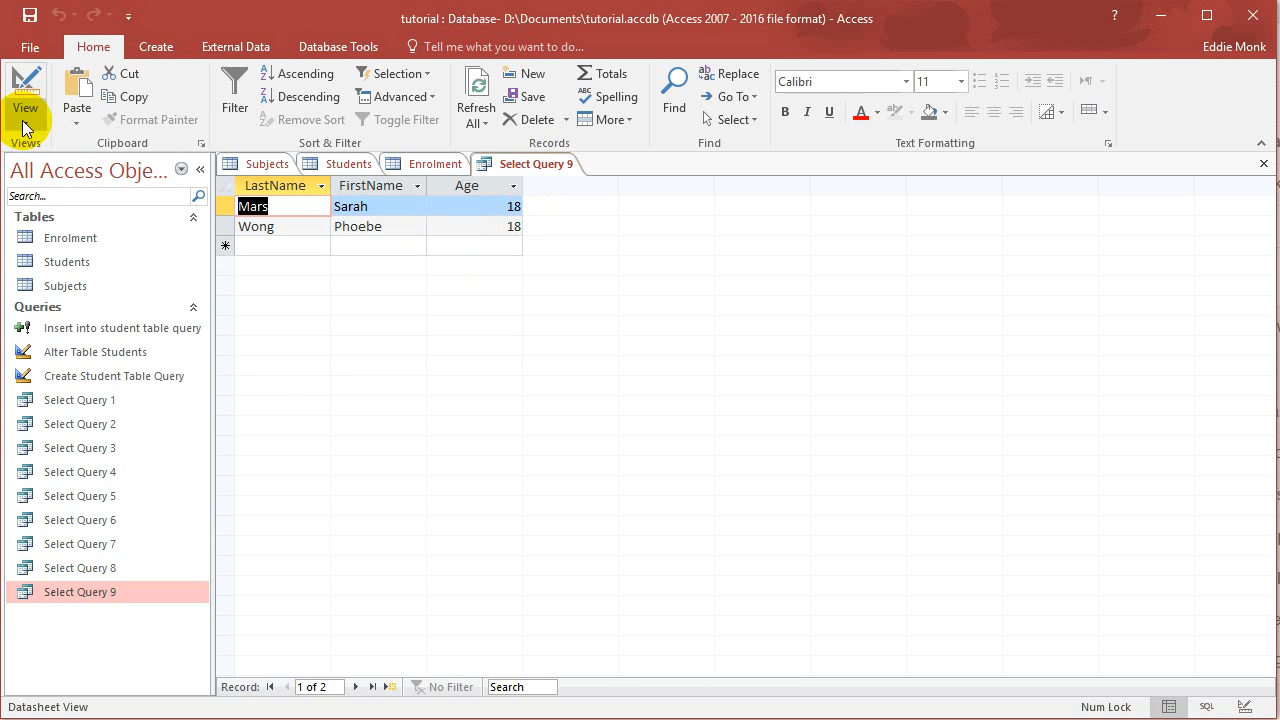 tutorial : Database- D:\Documents\tutorial.accdb (Access 2007 - 2016 file format) - Access
?
File Home Create External Data Database Tools Tell me what you want to do... Eddie Monk
View
Views
Paste
Cut
Copy
Format Painter
Clipboard
Filter
Ascending
Descending
Remove Sort
Selection
Advanced
Toggle Filter
Sort & Filter
Refresh
All
New
Save
Delete
Totals
Spelling
More
Records
Find
Replace
Go To
Select
Find
Calibri 11
B I U A
Text Formatting
All Access Obje...
Search...
Tables
Enrolment
Students
Subjects
Queries
Insert into student table query
Alter Table Students
Create Student Table Query
Select Query 1
Select Query 2
Select Query 3
Select Query 4
Select Query 5
Select Query 6
Select Query 7
Select Query 8
Select Query 9
Subjects Students Enrolment Select Query 9
LastName FirstName Age
Mars Sarah 18
Wong Phoebe 18
Record: 1 of 2 No Filter Search
Datasheet View Num Lock SQL